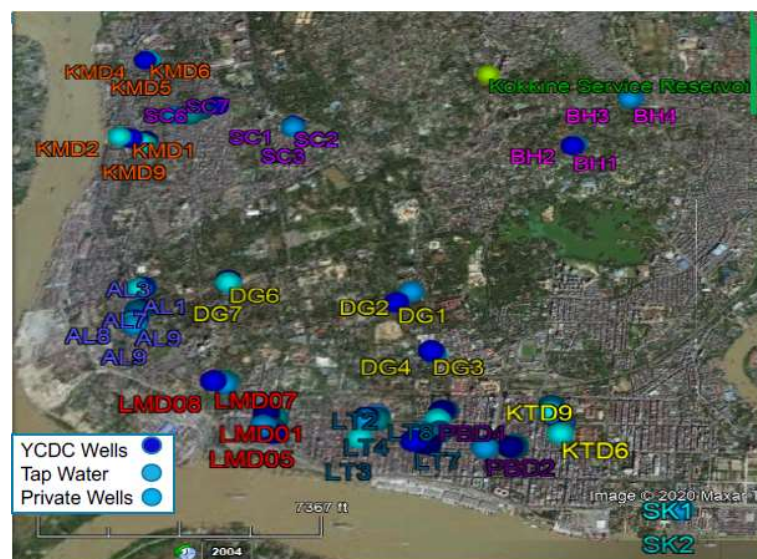 KMD4 KMD6
KMD5
Kokkine Service Reservoi
SC6 SC7
BH3 BH4
KMD2 KMD1
KMD9
SC1 SC2
SC3
BH2 BH1
AL3 AL1
AL7
AL8 AL9
AL9
DG6
DG7
DG2 DG1
DG4 DG3
LMD08 LMD07
LMD01
LMD05
LT2 LT8
LT4 LT7
LT3
PBD1
PBD2
KTD9
KTD6
YCDC Wells
Tap Water
Private Wells
7367 ft
Image © 2020 Maxar T
SK1
SK2
2004